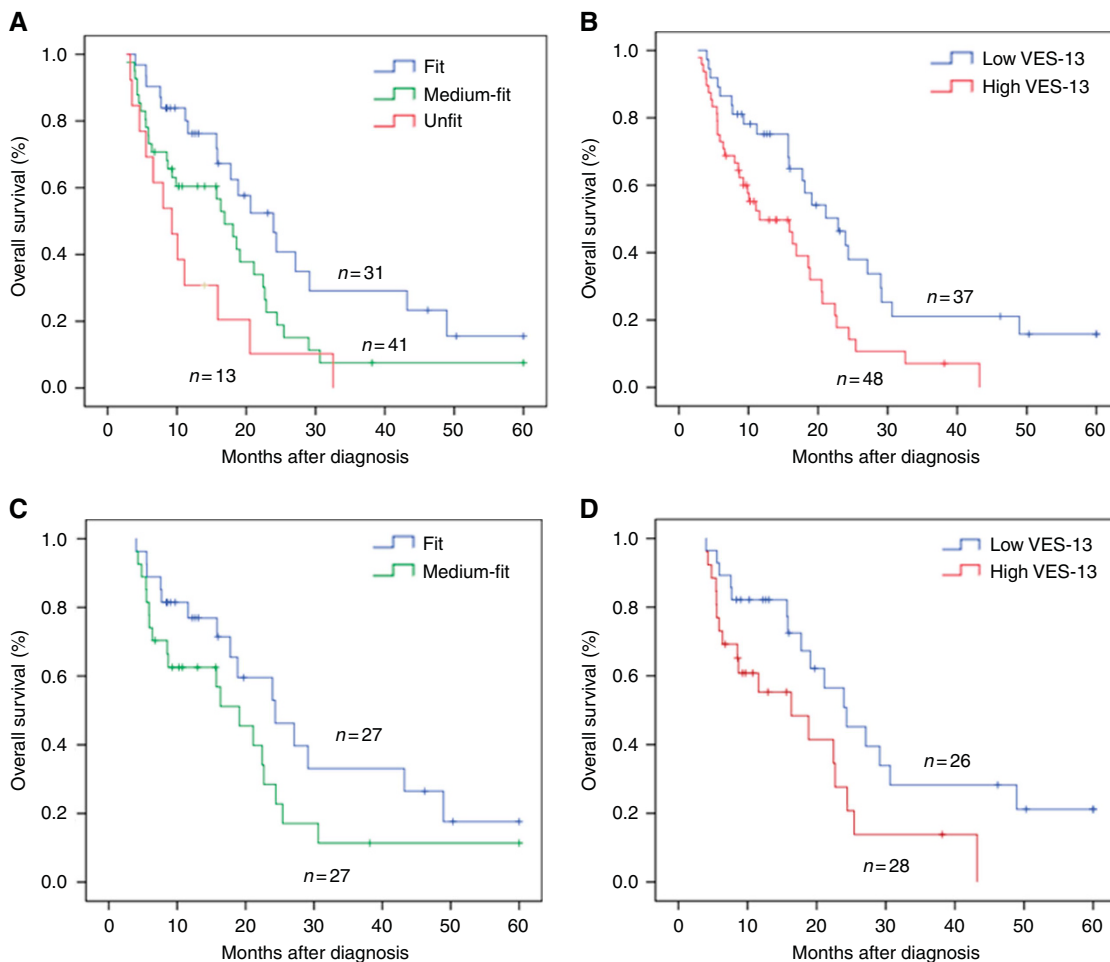 A
Overall survival (%)
1.0
0.8
0.6
0.4
0.2
0.0
Fit
Medium-fit
Unfit
n=31
n=41
n=13
0 10 20 30 40 50 60
Months after diagnosis
B
Overall survival (%)
1.0
0.8
0.6
0.4
0.2
0.0
Low VES-13
High VES-13
n=37
n=48
0 10 20 30 40 50 60
Months after diagnosis
C
Overall survival (%)
1.0
0.8
0.6
0.4
0.2
0.0
Fit
Medium-fit
n=27
n=27
0 10 20 30 40 50 60
Months after diagnosis
D
Overall survival (%)
1.0
0.8
0.6
0.4
0.2
0.0
Low VES-13
High VES-13
n=26
n=28
0 10 20 30 40 50 60
Months after diagnosis